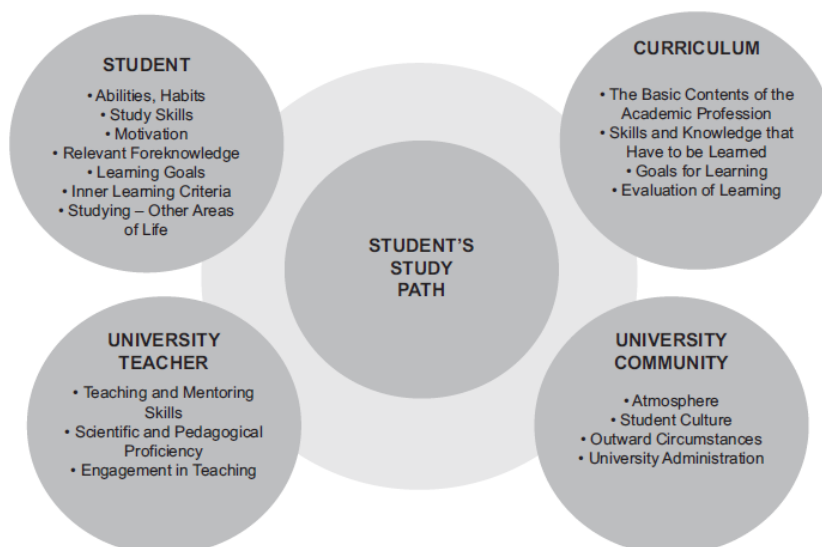 STUDENT
• Abilities, Habits
• Study Skills
• Motivation
• Relevant Foreknowledge
• Learning Goals
• Inner Learning Criteria
• Studying – Other Areas
of Life
CURRICULUM
• The Basic Contents of the
Academic Profession
• Skills and Knowledge that
Have to be Learned
• Goals for Learning
• Evaluation of Learning
STUDENT'S
STUDY
PATH
UNIVERSITY
TEACHER
• Teaching and Mentoring
Skills
• Scientific and Pedagogical
Proficiency
• Engagement in Teaching
UNIVERSITY
COMMUNITY
• Atmosphere
• Student Culture
• Outward Circumstances
• University Administration